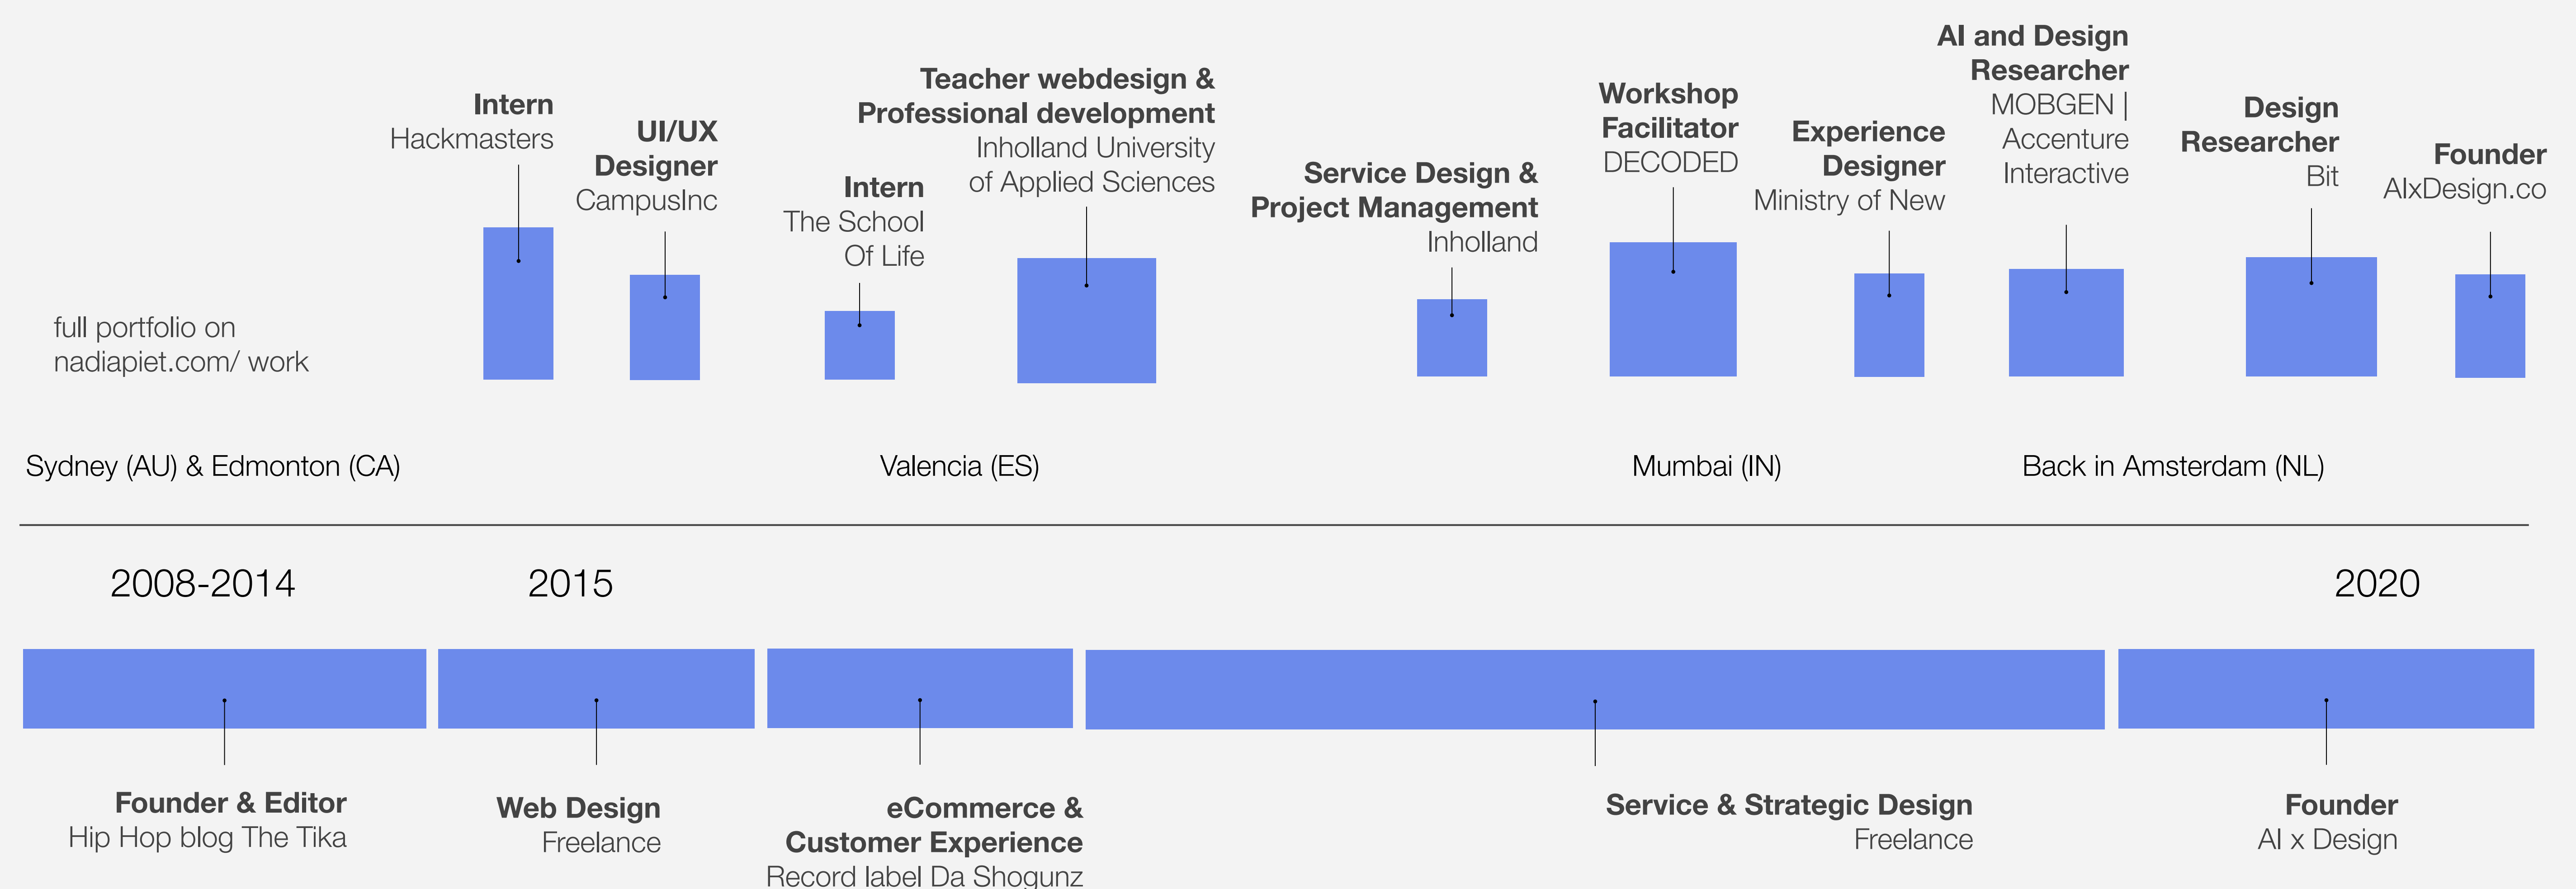 Intern
Hackmasters
UI/UX
Designer
CampusInc
Intern
The School
Of Life
Teacher webdesign &
Professional development
Inholland University
of Applied Sciences
Service Design &
Project Management
Inholland
Workshop
Facilitator
DECODED
Experience
Designer
Ministry of New
AI and Design
Researcher
MOBGEN |
Accenture
Interactive
Design
Researcher
Bit
Founder
AIxDesign.co
full portfolio on
nadiapiet.com/ work
Sydney (AU) & Edmonton (CA)
Valencia (ES)
Mumbai (IN)
Back in Amsterdam (NL)
2008-2014
2015
2020
Founder & Editor
Hip Hop blog The Tika
Web Design
Freelance
eCommerce &
Customer Experience
Record label Da Shogunz
Service & Strategic Design
Freelance
Founder
AI x Design